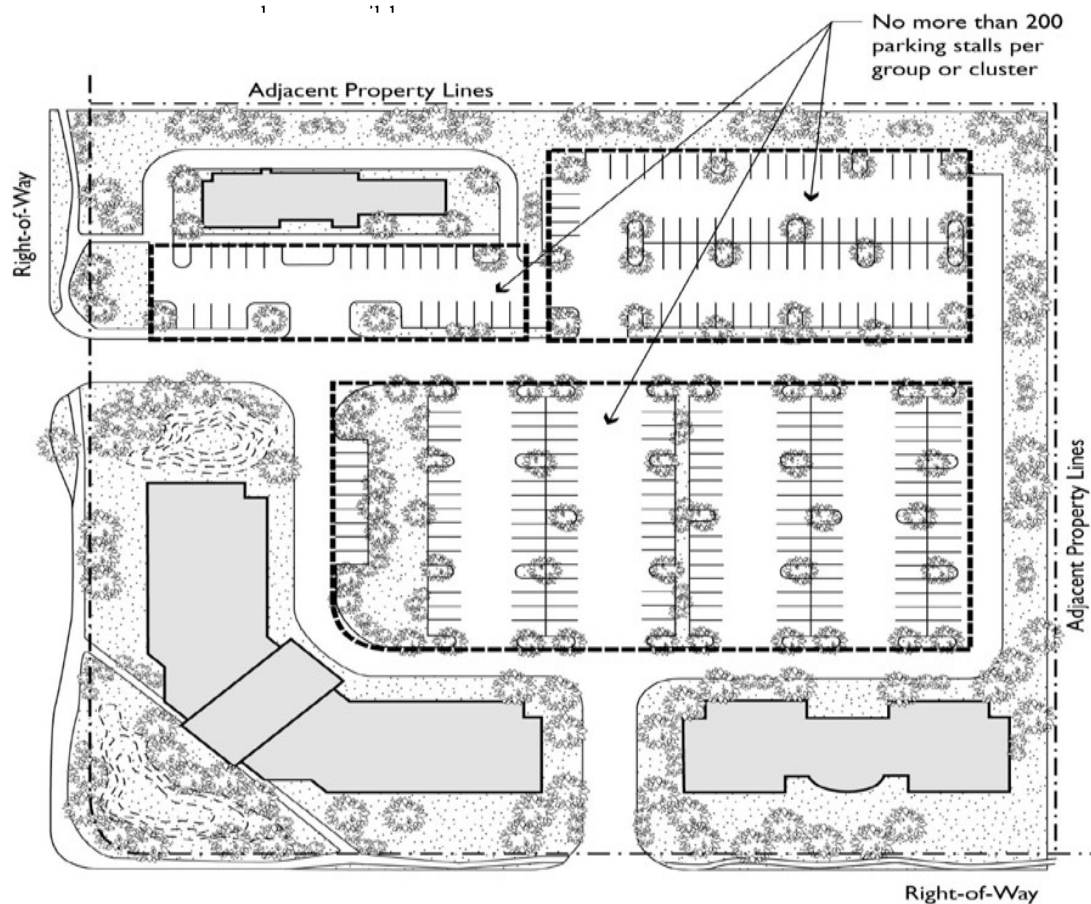 No more than 200
parking stalls per
group or cluster
Adjacent Property Lines
Right-of-Way
Adjacent Property Lines
Right-of-Way